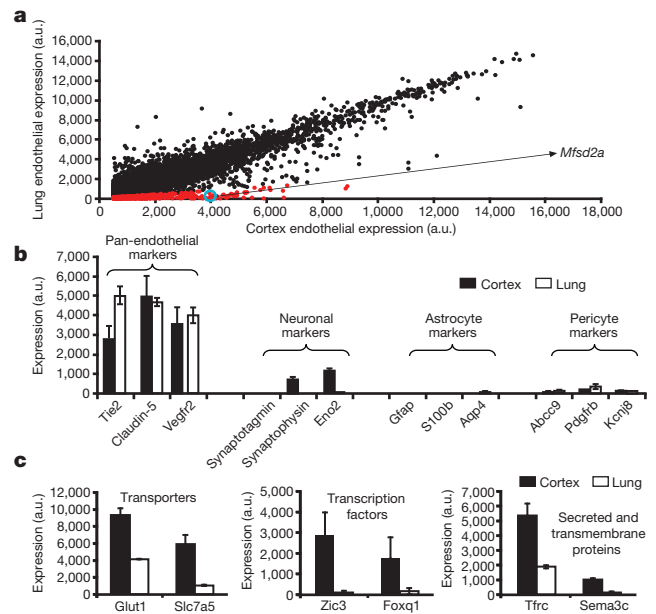 a
Lung endothelial expression (a.u.)
16,000
14,000
12,000
10,000
8,000
6,000
4,000
2,000
0
Mfsd2a
0 2,000 4,000 6,000 8,000 10,000 12,000 14,000 16,000 18,000
Cortex endothelial expression (a.u.)
b
Pan-endothelial
markers
Expression (a.u.)
7,000
6,000
5,000
4,000
3,000
2,000
1,000
0
Cortex Lung
Neuronal
markers
Astrocyte
markers
Pericyte
markers
Tie2 Claudin-5 Vegfr2 Synaptotagmin Synaptophysin Eno2 Gfap S100b Aqp4 Abcc9 Pdgfrb Kcnj8
c
Expression (a.u.)
12,000
10,000
8,000
6,000
4,000
2,000
0
Transporters
Glut1 Slc7a5
Expression (a.u.)
5,000
4,000
3,000
2,000
1,000
0
Transcription
factors
Zic3 Foxq1
Expression (a.u.)
7,000
6,000
5,000
4,000
3,000
2,000
1,000
0
Cortex Lung
Secreted and
transmembrane
proteins
Tfrc Sema3c